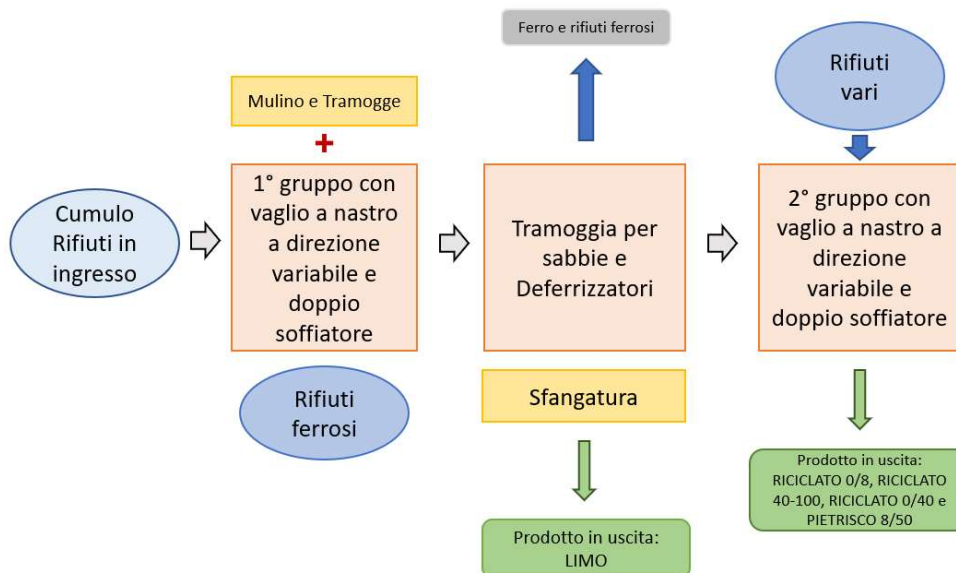 Ferro e rifiuti ferrosi
Rifiuti
vari
Mulino e Tramogge
+
Cumulo
Rifiuti in
ingresso
1° gruppo con
vaglio a nastro
a direzione
variabile e
doppio
soffiatore
Tramoggia per
sabbie e
Deferrizzatori
2° gruppo con
vaglio a nastro a
direzione
variabile e
doppio soffiatore
Rifiuti
ferrosi
Sfangatura
Prodotto in uscita:
LIMO
Prodotto in uscita:
RICICLATO 0/8, RICICLATO
40-100, RICICLATO 0/40 e
PIETRISCO 8/50